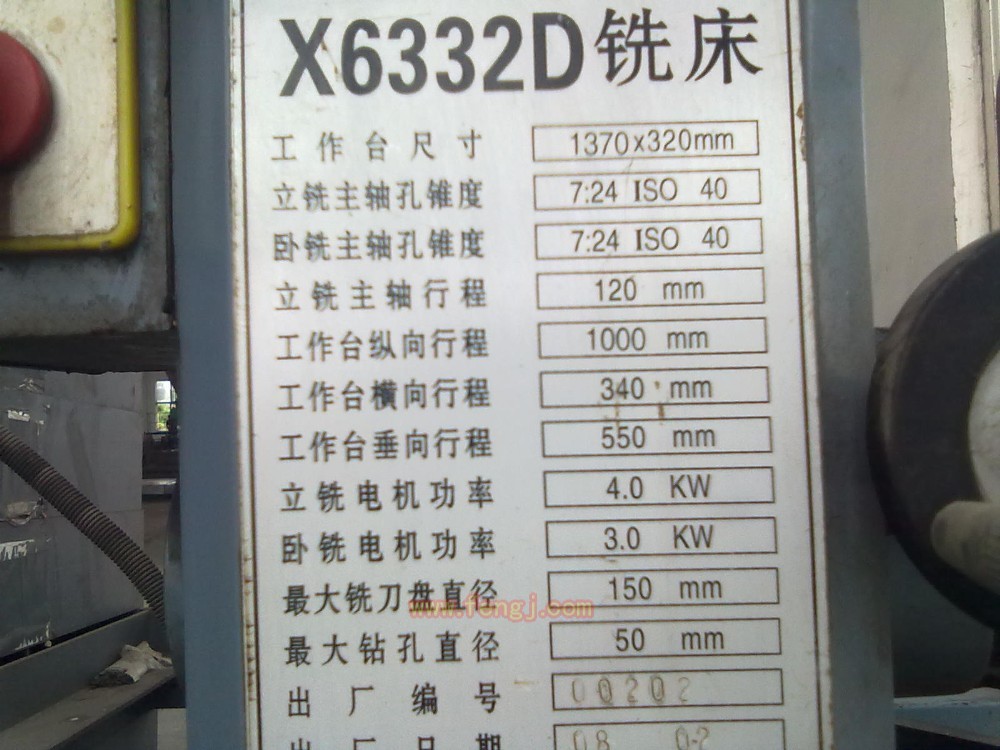 X6332D铣床
工作台尺寸 1370x320mm
立铣主轴孔锥度 7:24 ISO 40
卧铣主轴孔锥度 7:24 ISO 40
立铣主轴行程 120 mm
工作台纵向行程 1000 mm
工作台横向行程 340 mm
工作台垂向行程 550 mm
立铣电机功率 4.0 KW
卧铣电机功率 3.0 KW
最大铣刀盘直径 150 mm
www.fengj.com
最大钻孔直径 50 mm
出厂编号 00202
出厂日期 08